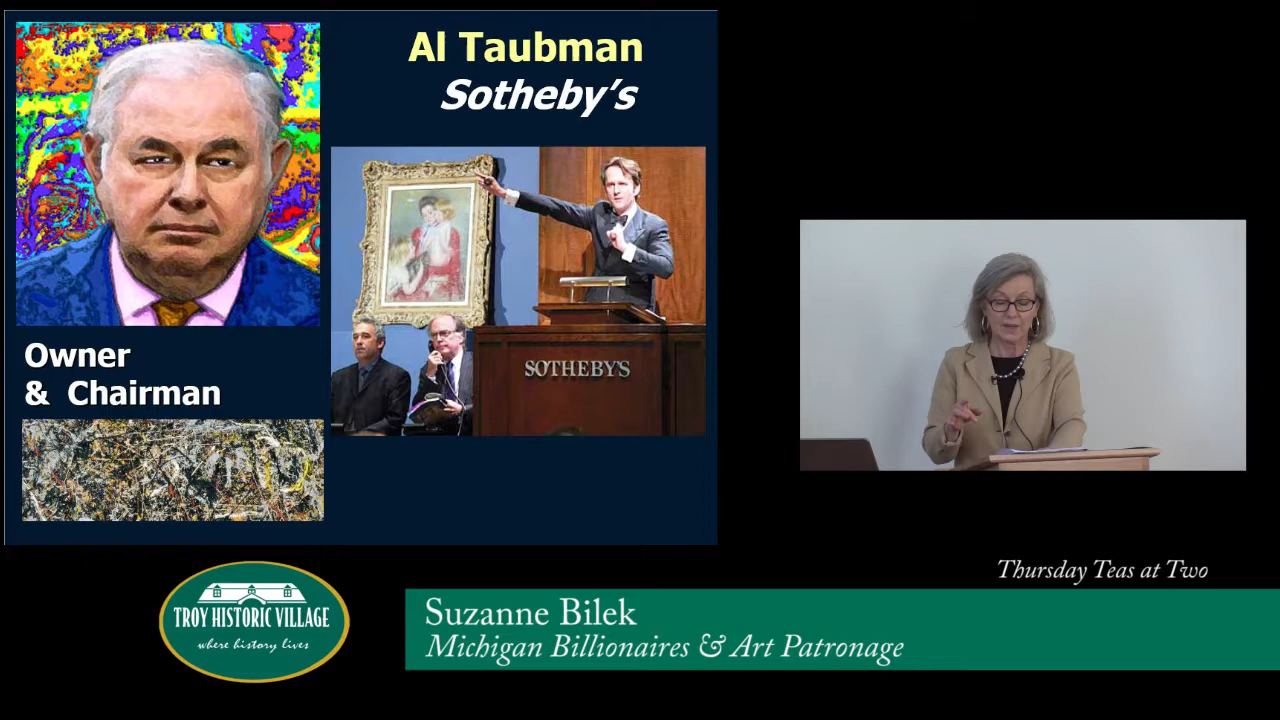 Al Taubman
Sotheby's
Owner
& Chairman
SOTHEBY'S
Thursday Teas at Two
TROY HISTORIC VILLAGE
where history lives
Suzanne Bilek
Michigan Billionaires & Art Patronage